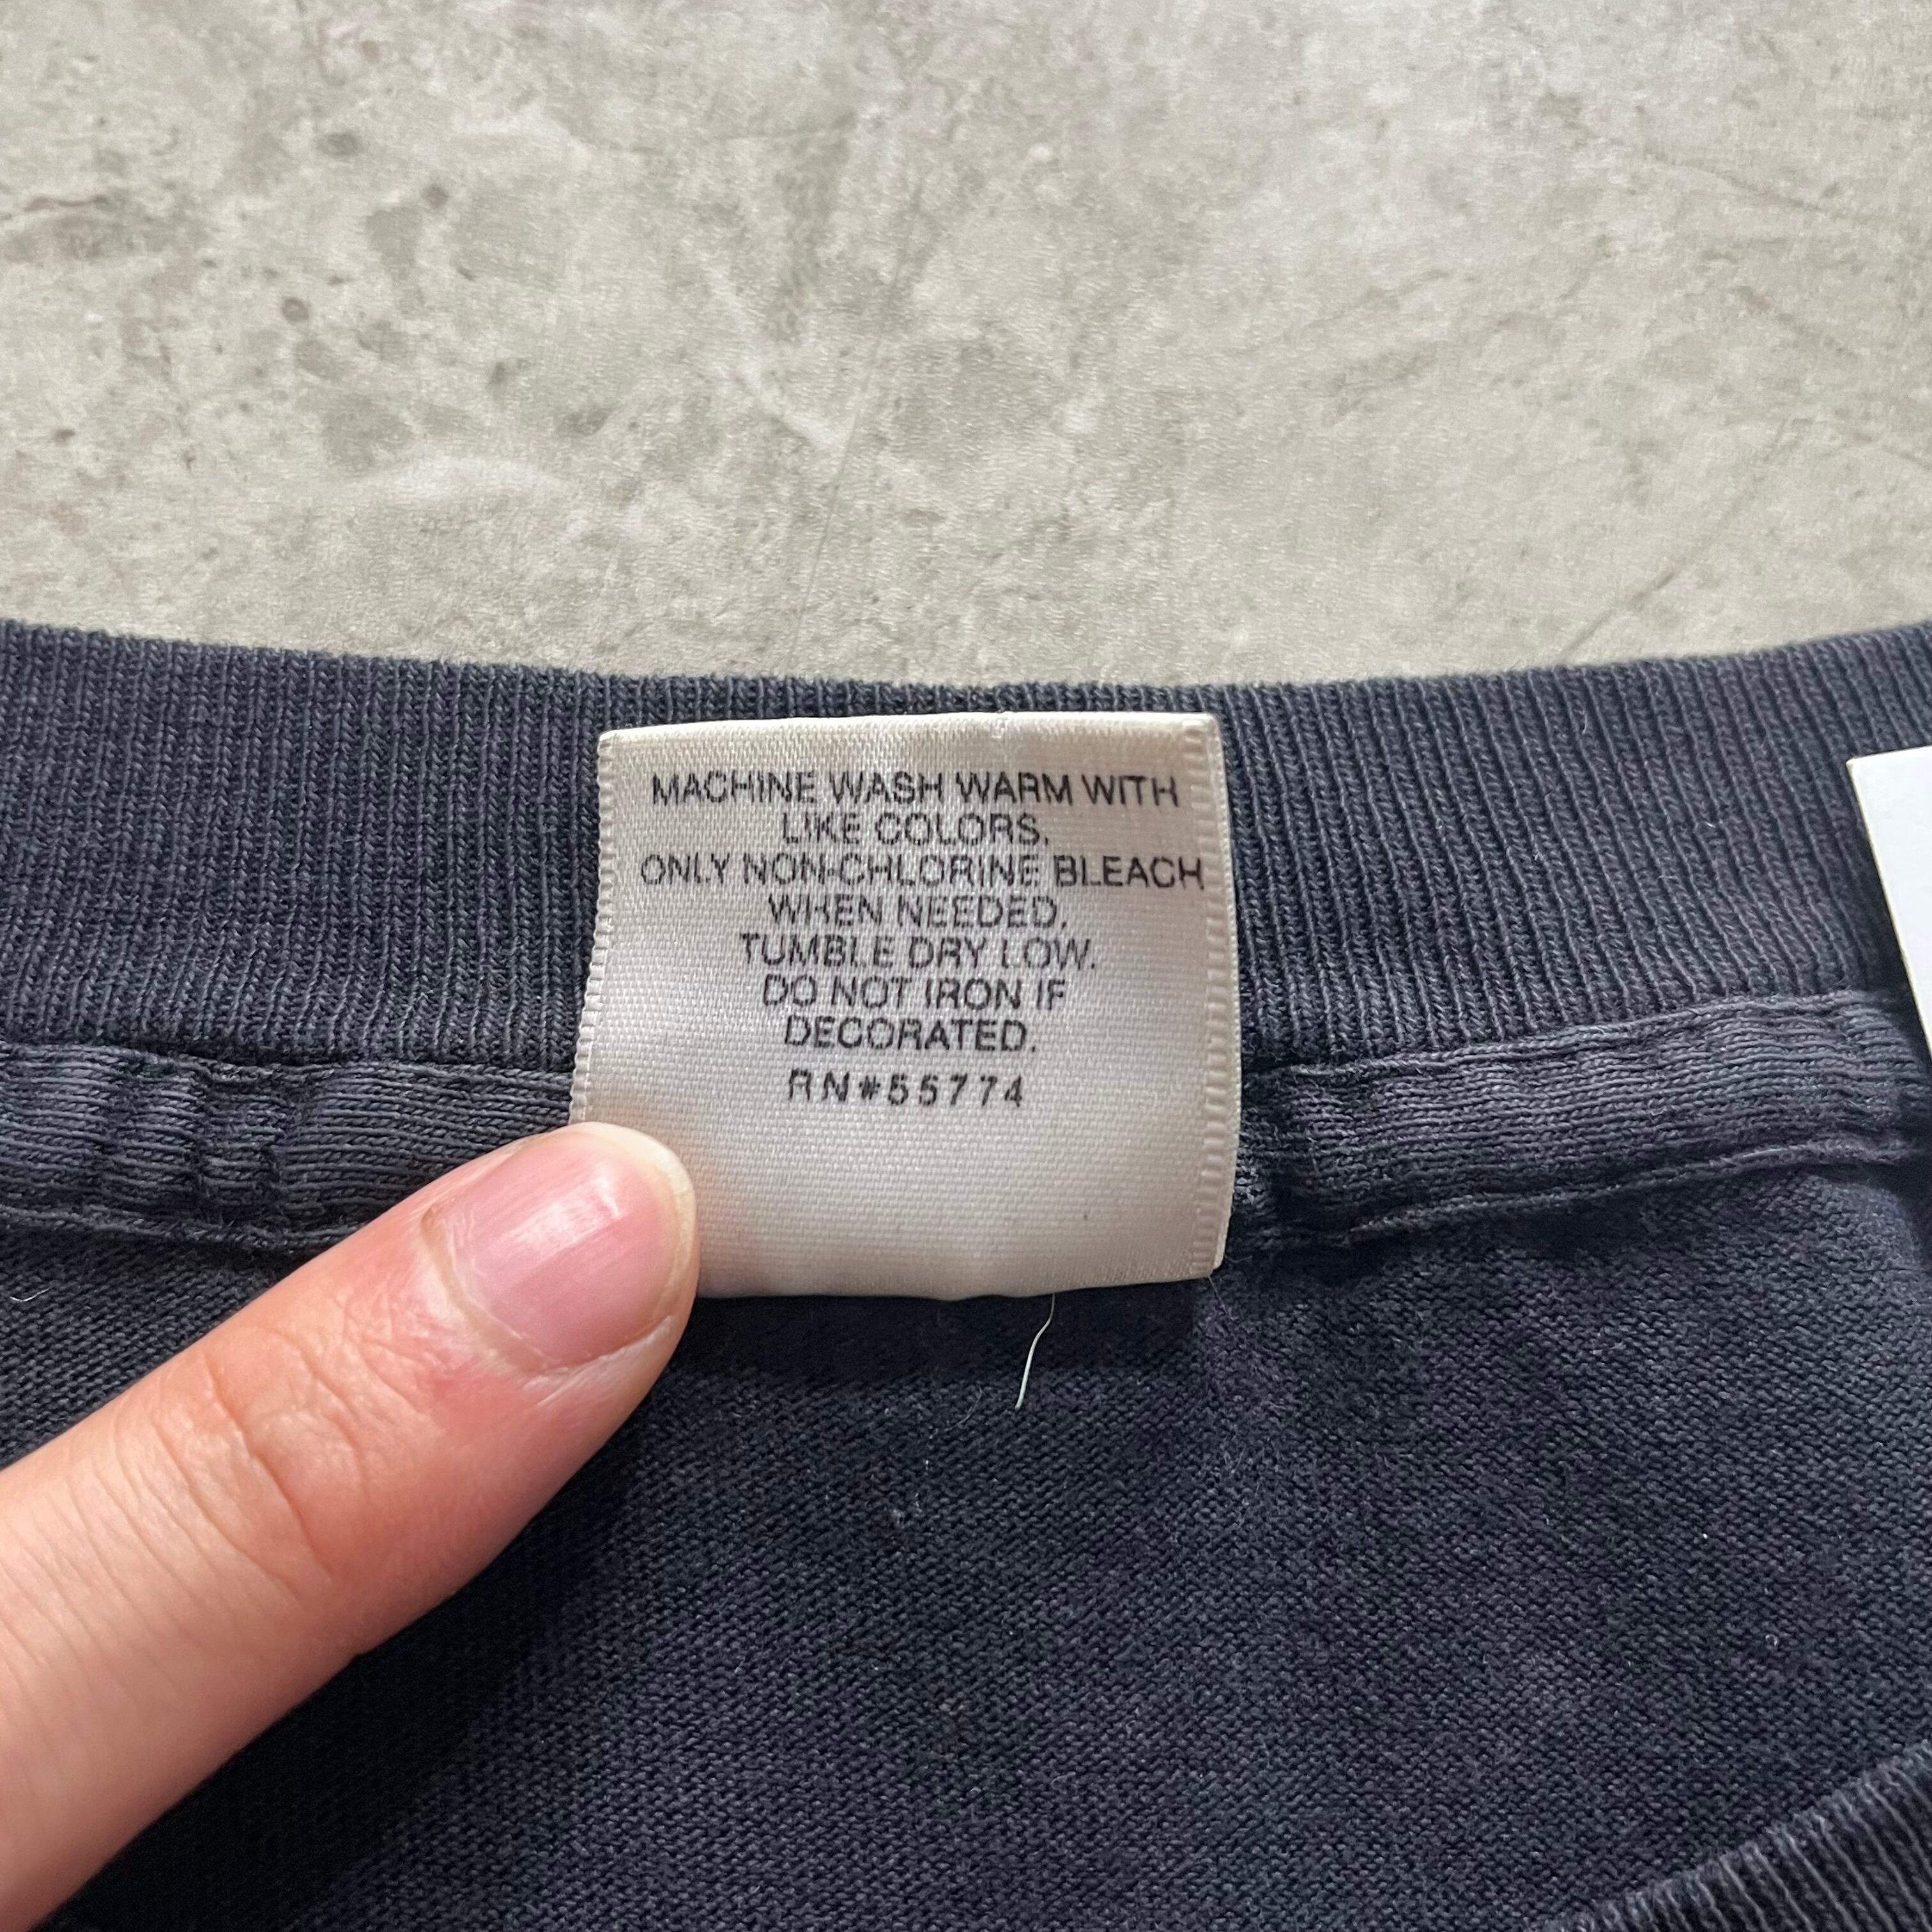 MACHINE WASH WARM WITH
LIKE COLORS.
ONLY NON-CHLORINE BLEACH
WHEN NEEDED.
TUMBLE DRY LOW.
DO NOT IRON IF
DECORATED.
RN#55774